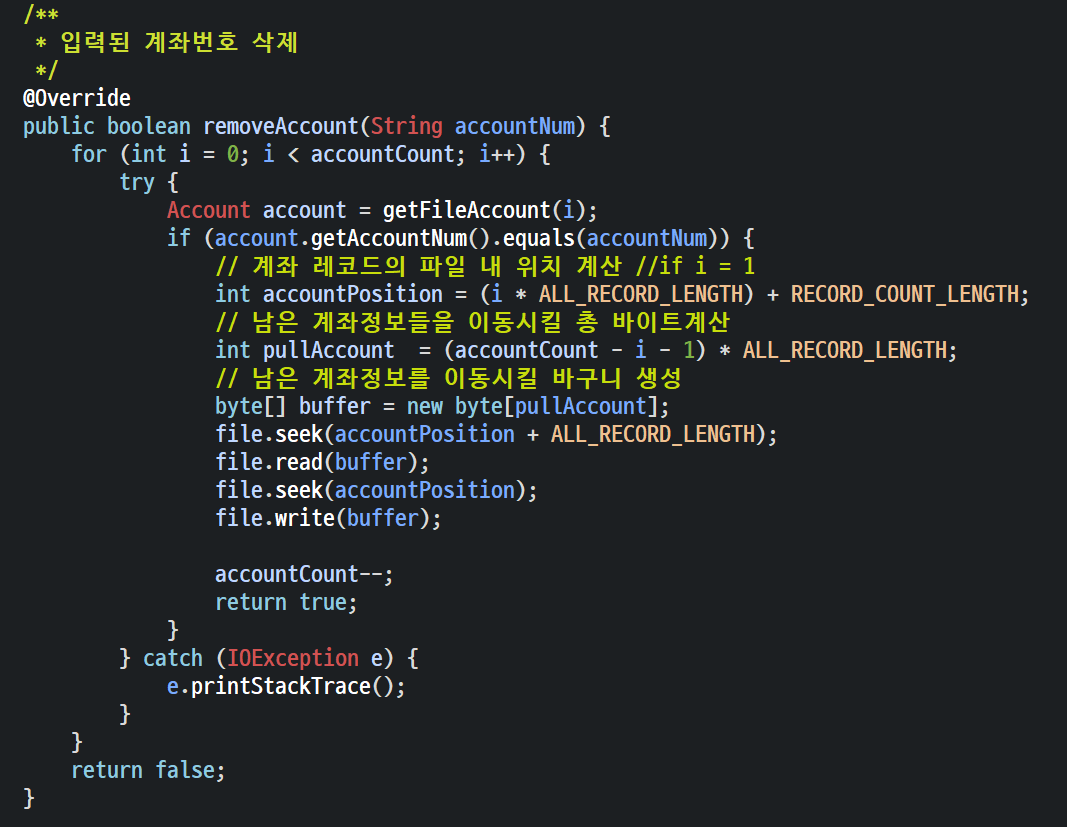 /**
 * 입력된 계좌번호 삭제
 */
@Override
public boolean removeAccount(String accountNum) {
    for (int i = 0; i < accountCount; i++) {
        try {
            Account account = getFileAccount(i);
            if (account.getAccountNum().equals(accountNum)) {
                // 계좌 레코드의 파일 내 위치 계산 //if i = 1
                int accountPosition = (i * ALL_RECORD_LENGTH) + RECORD_COUNT_LENGTH;
                // 남은 계좌정보들을 이동시킬 총 바이트계산
                int pullAccount  = (accountCount - i - 1) * ALL_RECORD_LENGTH;
                // 남은 계좌정보를 이동시킬 바구니 생성
                byte[] buffer = new byte[pullAccount];
                file.seek(accountPosition + ALL_RECORD_LENGTH);
                file.read(buffer);
                file.seek(accountPosition);
                file.write(buffer);

                accountCount--;
                return true;
            }
        } catch (IOException e) {
            e.printStackTrace();
        }
    }
    return false;
}